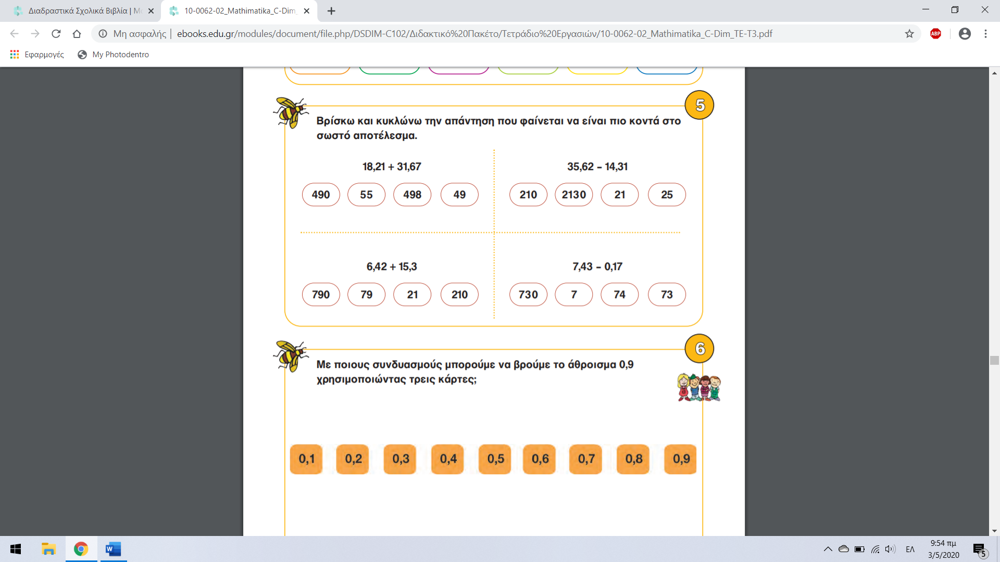 Διαδραστικά Σχολικά Βιβλία | Μα
10-0062-02_Mathimatika_C-Dim_
Μη ασφαλής | ebooks.edu.gr/modules/document/file.php/DSDIM-C102/Διδακτικό%20Πακέτο/Τετράδιο%20Εργασιών/10-0062-02_Mathimatika_C-Dim_TE-T3.pdf
ABP
Εφαρμογές My Photodentro
5
Βρίσκω και κυκλώνω την απάντηση που φαίνεται να είναι πιο κοντά στο
σωστό αποτέλεσμα.
18,21 + 31,67
490 55 498 49
35,62 – 14,31
210 2130 21 25
6,42 + 15,3
790 79 21 210
7,43 – 0,17
730 7 74 73
6
Με ποιους συνδυασμούς μπορούμε να βρούμε το άθροισμα 0,9
χρησιμοποιώντας τρεις κάρτες;
0,1 0,2 0,3 0,4 0,5 0,6 0,7 0,8 0,9
W
ΕΛ
9:54 πμ
3/5/2020
5